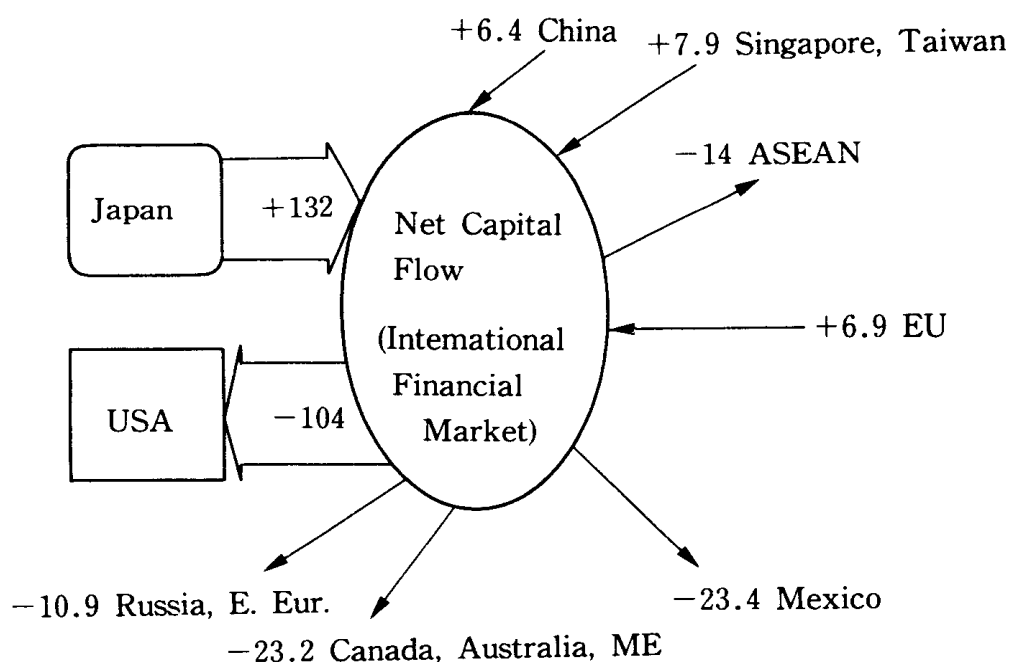 +6.4 China
+7.9 Singapore, Taiwan
−14 ASEAN
Japan
+132
Net Capital
Flow
(International
Financial
Market)
+6.9 EU
USA
−104
−10.9 Russia, E. Eur.
−23.4 Mexico
−23.2 Canada, Australia, ME